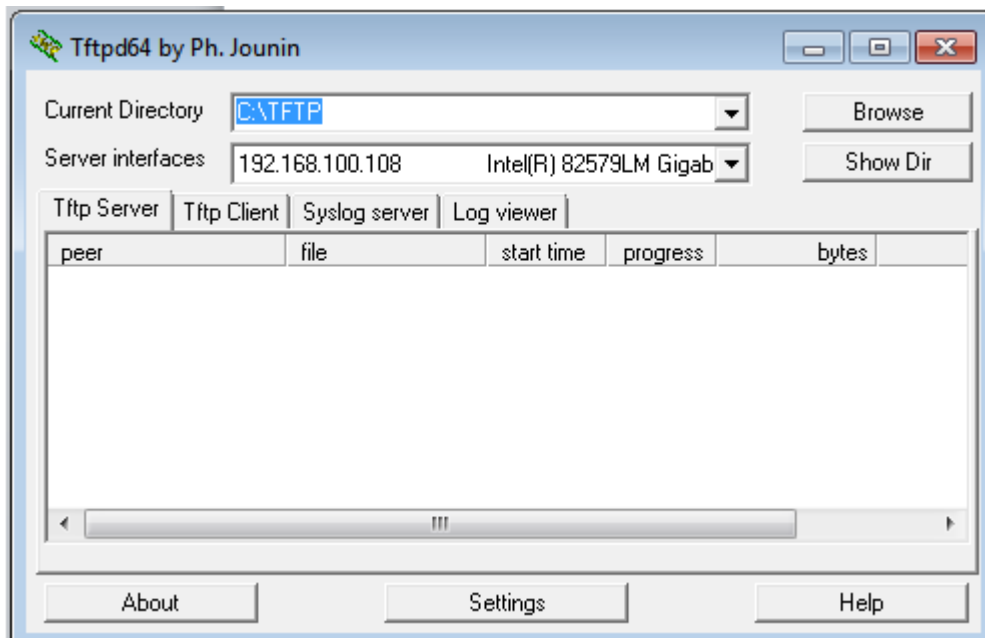 Tftpd64 by Ph. Jounin
Current Directory C:\TFTP Browse
Server interfaces 192.168.100.108 Intel(R) 82579LM Gigab Show Dir
Tftp Server Tftp Client Syslog server Log viewer
peer file start time progress bytes
About Settings Help